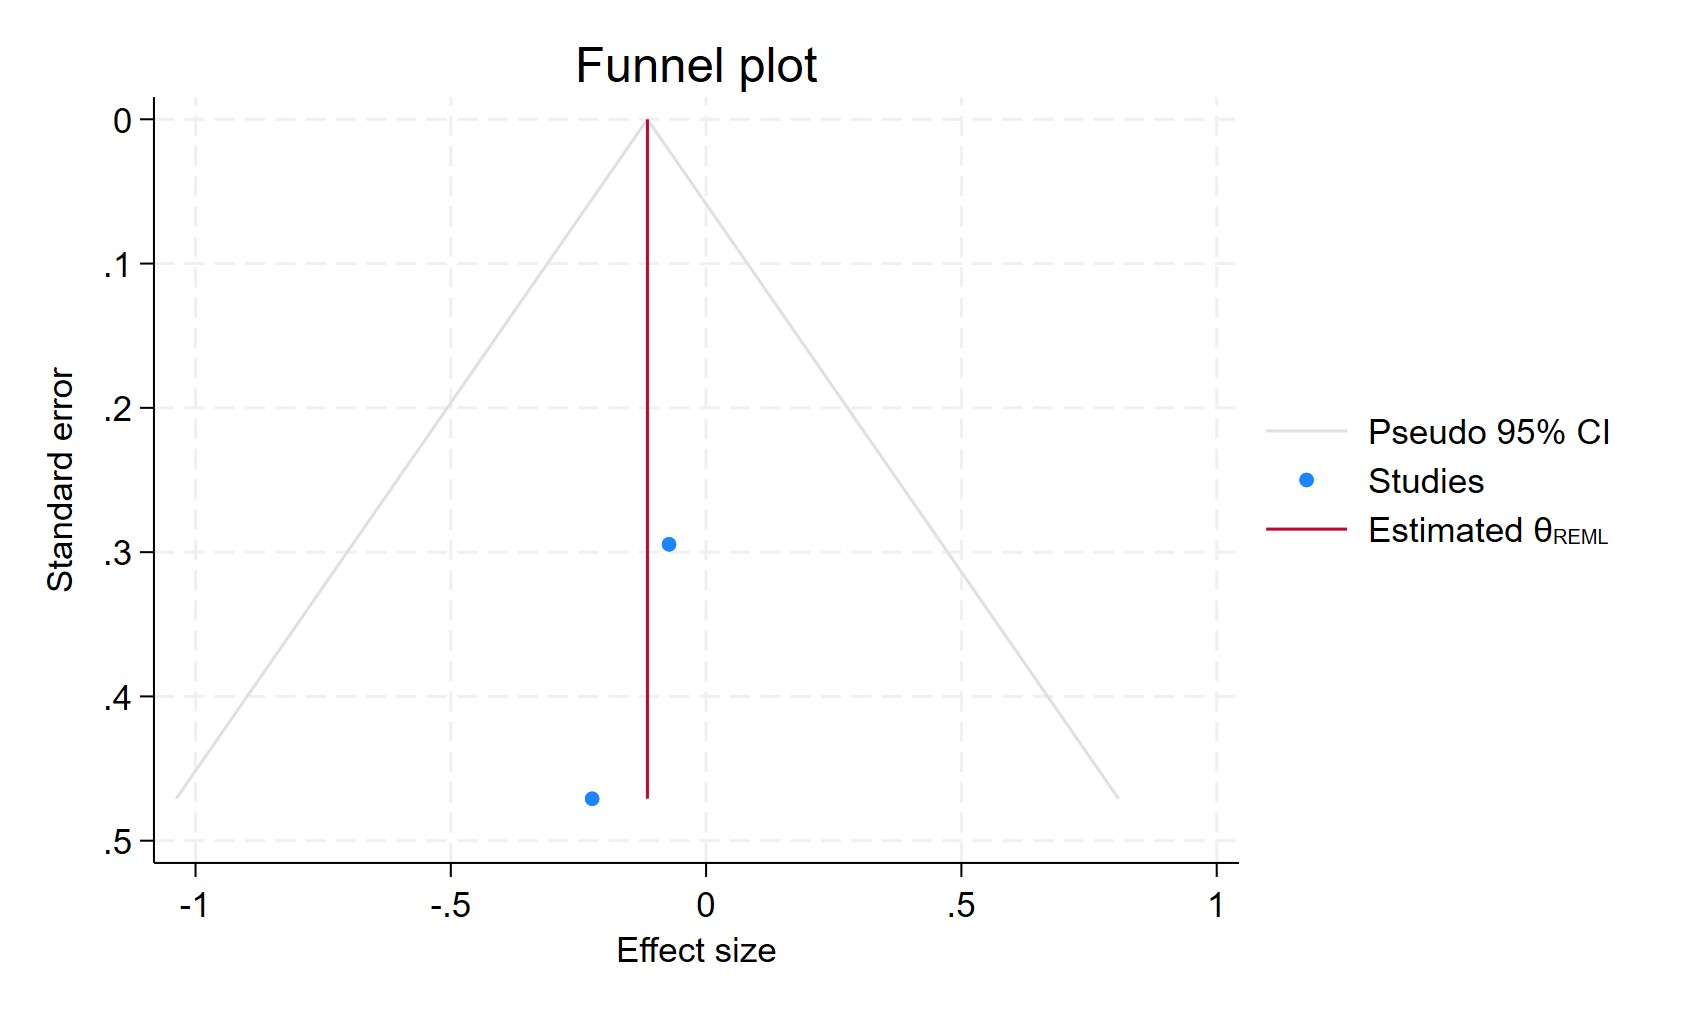 Funnel plot
0
.1
.2
.3
.4
.5
Standard error
-1
-.5
0
.5
1
Effect size
Pseudo 95% CI
Studies
Estimated θREML